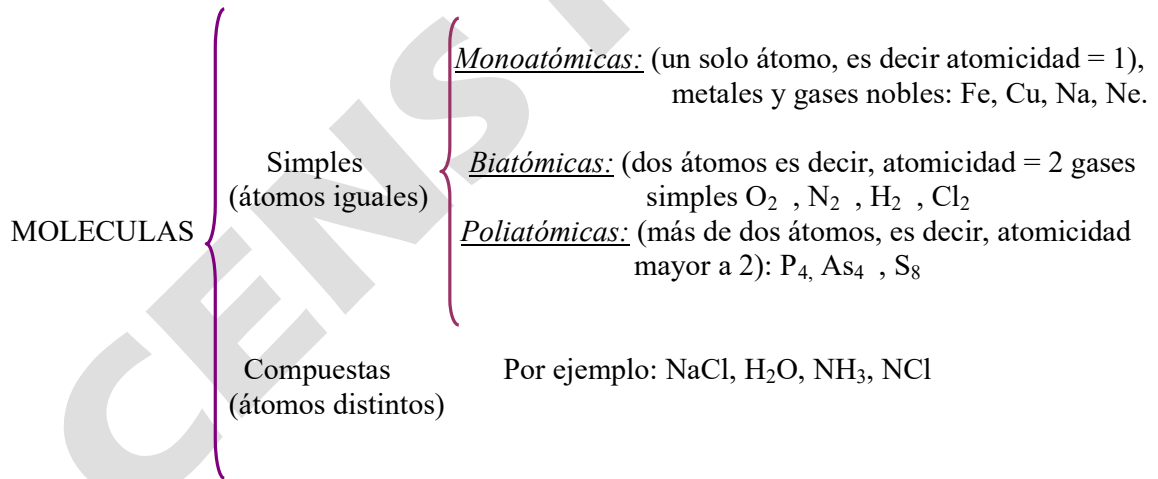 Monoatómicas: (un solo átomo, es decir atomicidad = 1),
metales y gases nobles: Fe, Cu, Na, Ne.
Simples
(átomos iguales)
Biatómicas: (dos átomos es decir, atomicidad = 2 gases
simples O₂ , N₂ , H₂ , Cl₂
MOLECULAS
Poliatómicas: (más de dos átomos, es decir, atomicidad
mayor a 2): P₄, As₄ , S₈
Compuestas
(átomos distintos)
Por ejemplo: NaCl, H₂O, NH₃, NCl
CENS